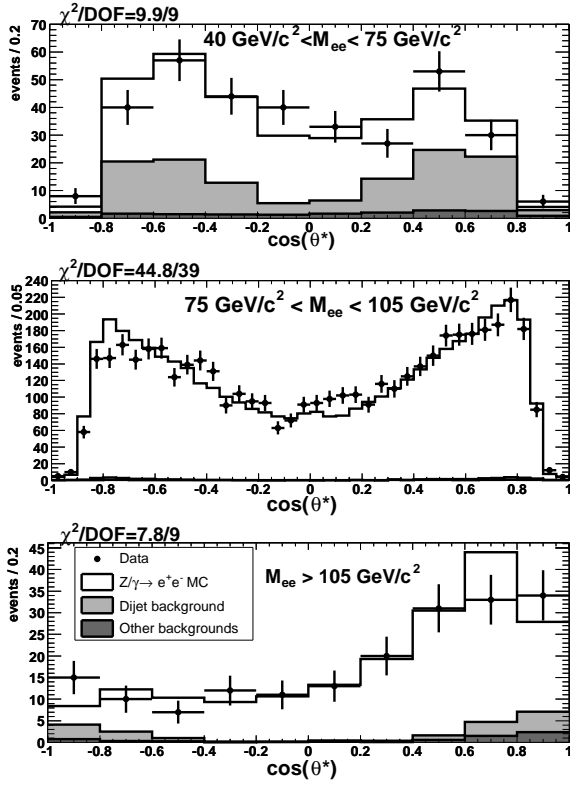 χ²/DOF=9.9/9
40 GeV/c² <M_ee < 75 GeV/c²
events / 0.2
70
60
50
40
30
20
10
0
-1 -0.8 -0.6 -0.4 -0.2 0 0.2 0.4 0.6 0.8 1
cos(θ*)
χ²/DOF=44.8/39
75 GeV/c² < M_ee < 105 GeV/c²
events / 0.05
240
220
200
180
160
140
120
100
80
60
40
20
0
-1 -0.8 -0.6 -0.4 -0.2 0 0.2 0.4 0.6 0.8 1
cos(θ*)
χ²/DOF=7.8/9
M_ee > 105 GeV/c²
events / 0.2
45
40
35
30
25
20
15
10
5
0
Data
Z/γ→ e⁺e⁻ MC
Dijet background
Other backgrounds
-1 -0.8 -0.6 -0.4 -0.2 0 0.2 0.4 0.6 0.8 1
cos(θ*)